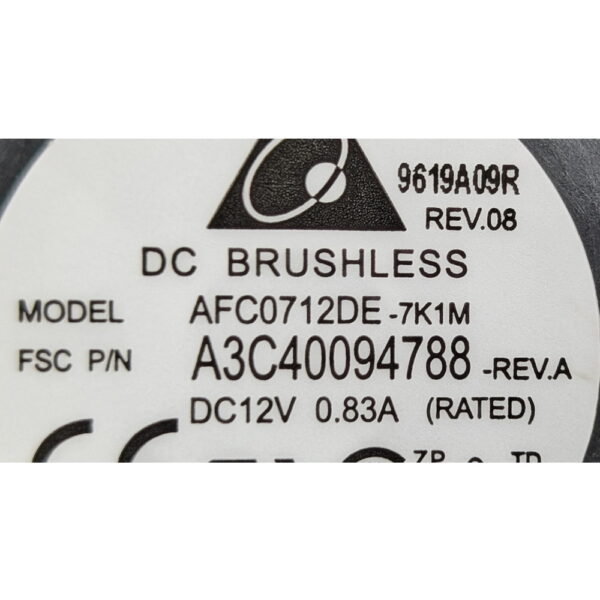 9619A09R
REV.08
DC BRUSHLESS
MODEL AFC0712DE -7K1M
FSC P/N A3C40094788 -REV.A
DC12V 0.83A (RATED)